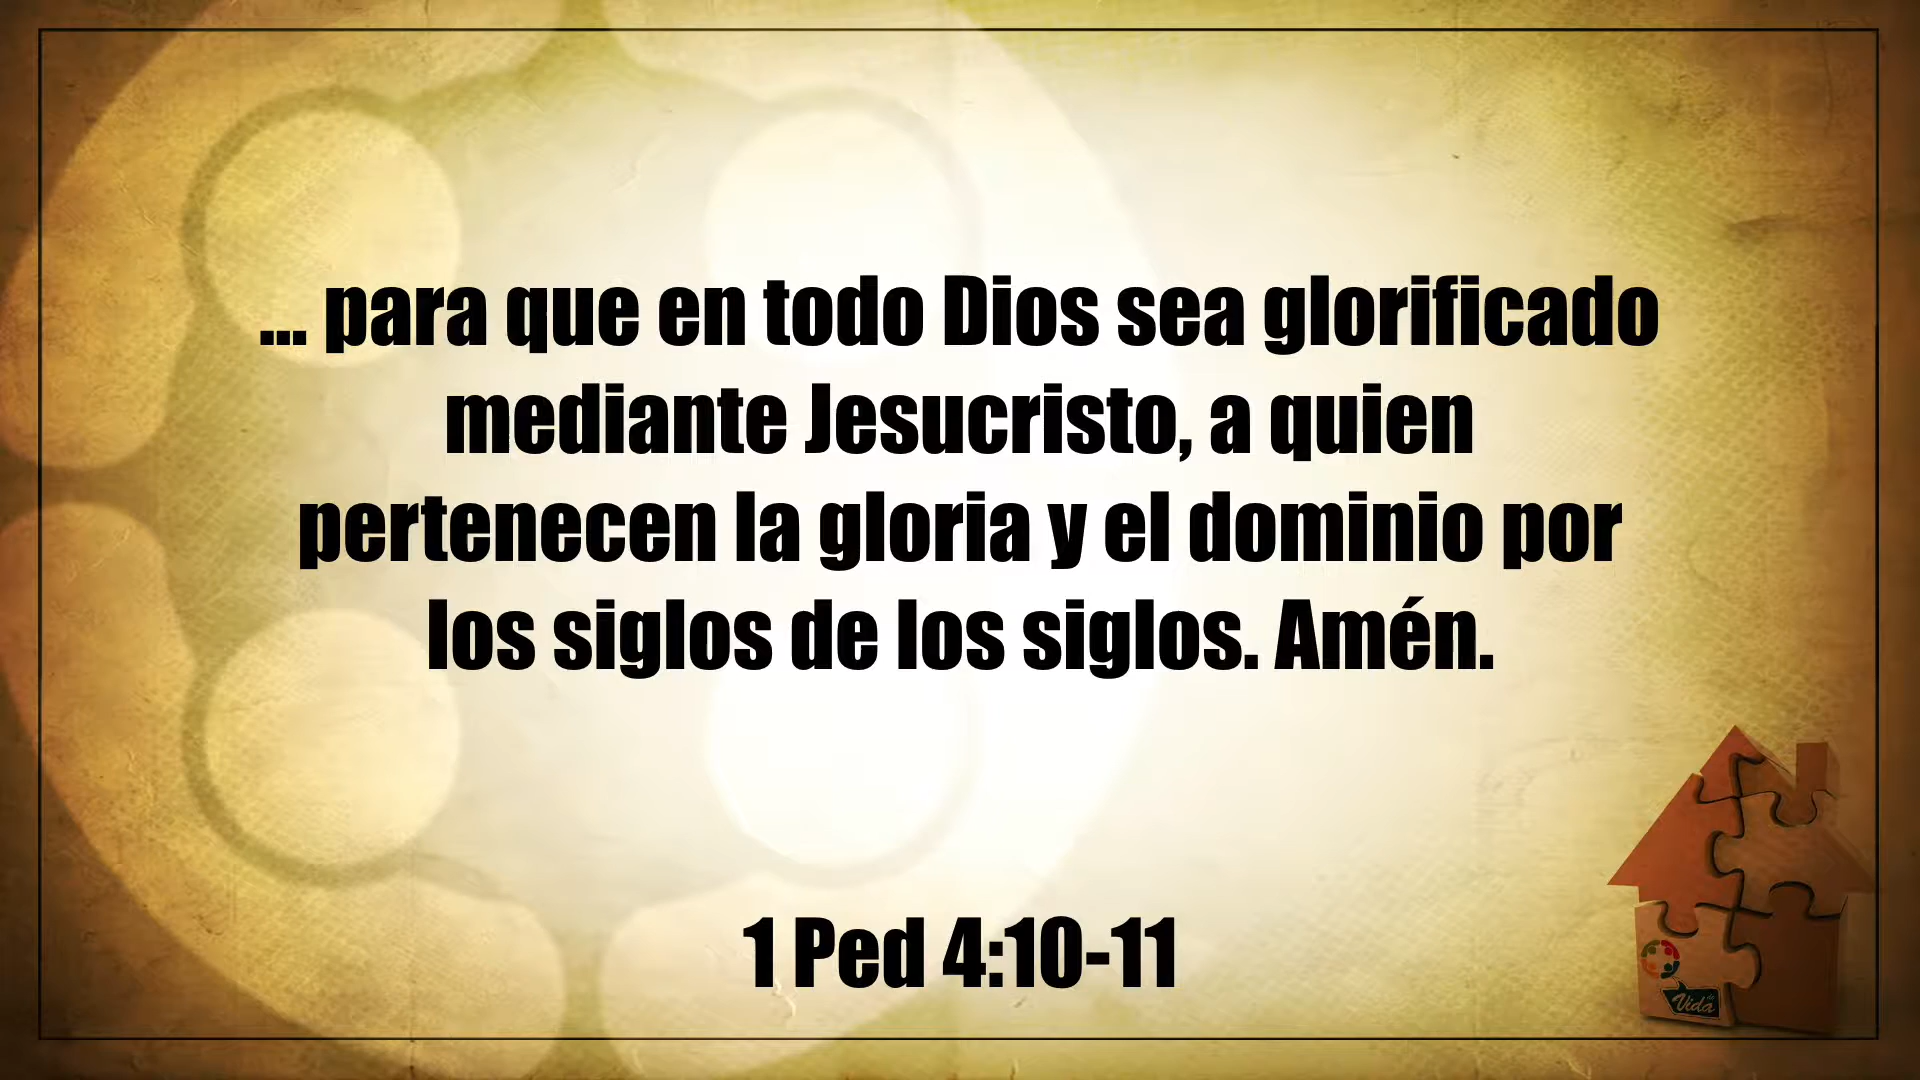 ... para que en todo Dios sea glorificado
mediante Jesucristo, a quien
pertenecen la gloria y el dominio por
los siglos de los siglos. Amén.
1 Ped 4:10-11
Vida